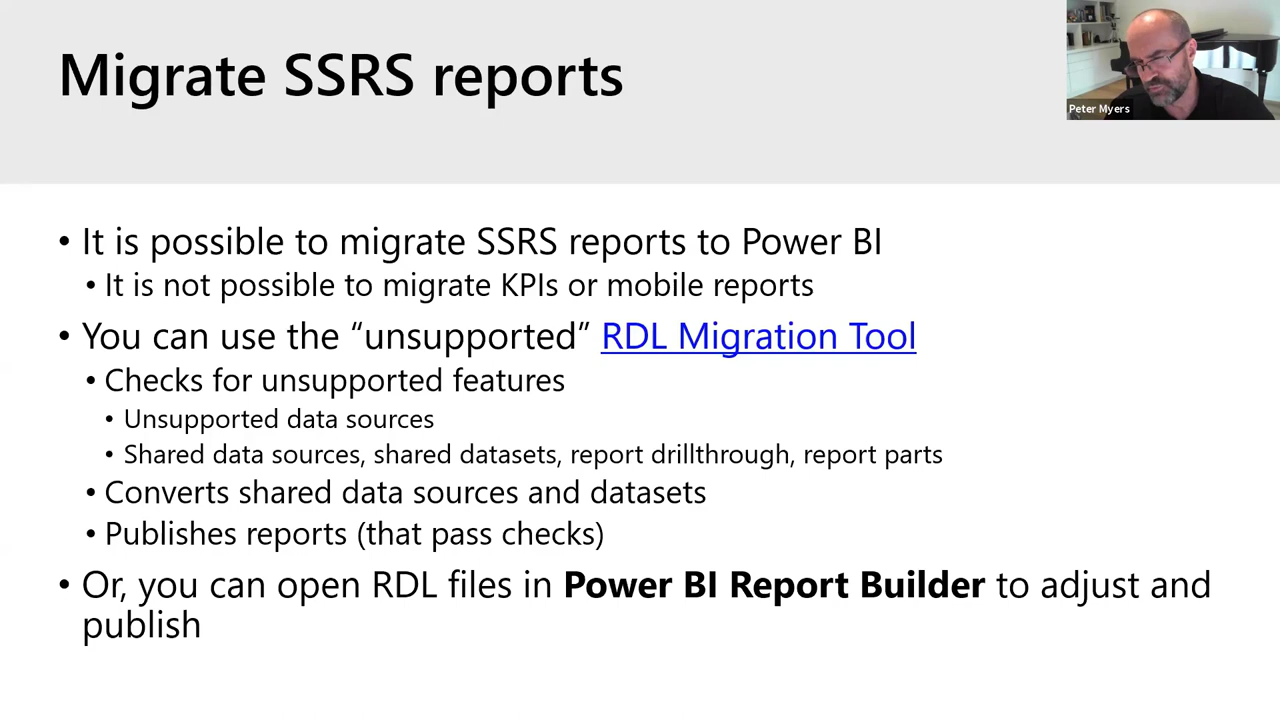 Migrate SSRS reports
Peter Myers
• It is possible to migrate SSRS reports to Power BI
• It is not possible to migrate KPIs or mobile reports
• You can use the “unsupported” RDL Migration Tool
• Checks for unsupported features
• Unsupported data sources
• Shared data sources, shared datasets, report drillthrough, report parts
• Converts shared data sources and datasets
• Publishes reports (that pass checks)
• Or, you can open RDL files in Power BI Report Builder to adjust and
publish